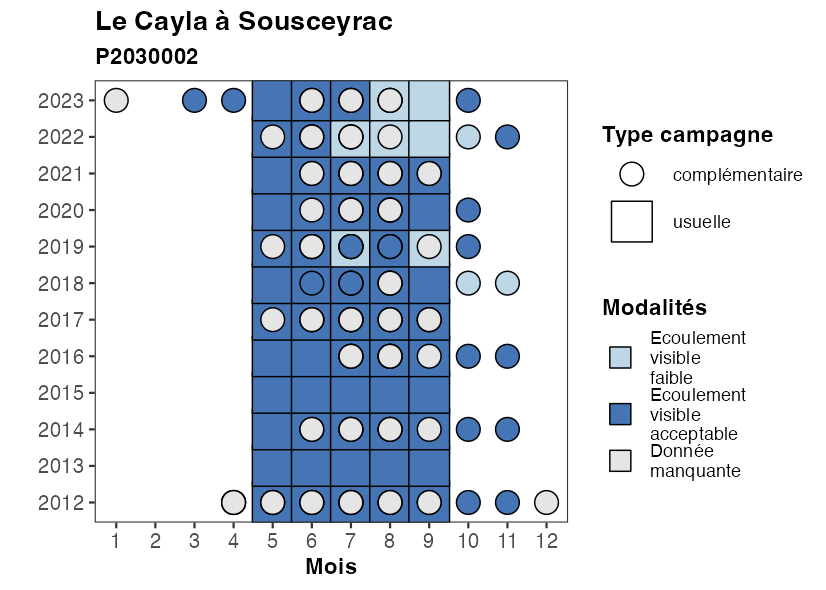 Le Cayla à Sousceyrac
P2030002
2023
2022
2021
2020
2019
2018
2017
2016
2015
2014
2013
2012
1 2 3 4 5 6 7 8 9 10 11 12
Mois
Type campagne
complémentaire
usuelle
Modalités
Ecoulement
visible
faible
Ecoulement
visible
acceptable
Donnée
manquante